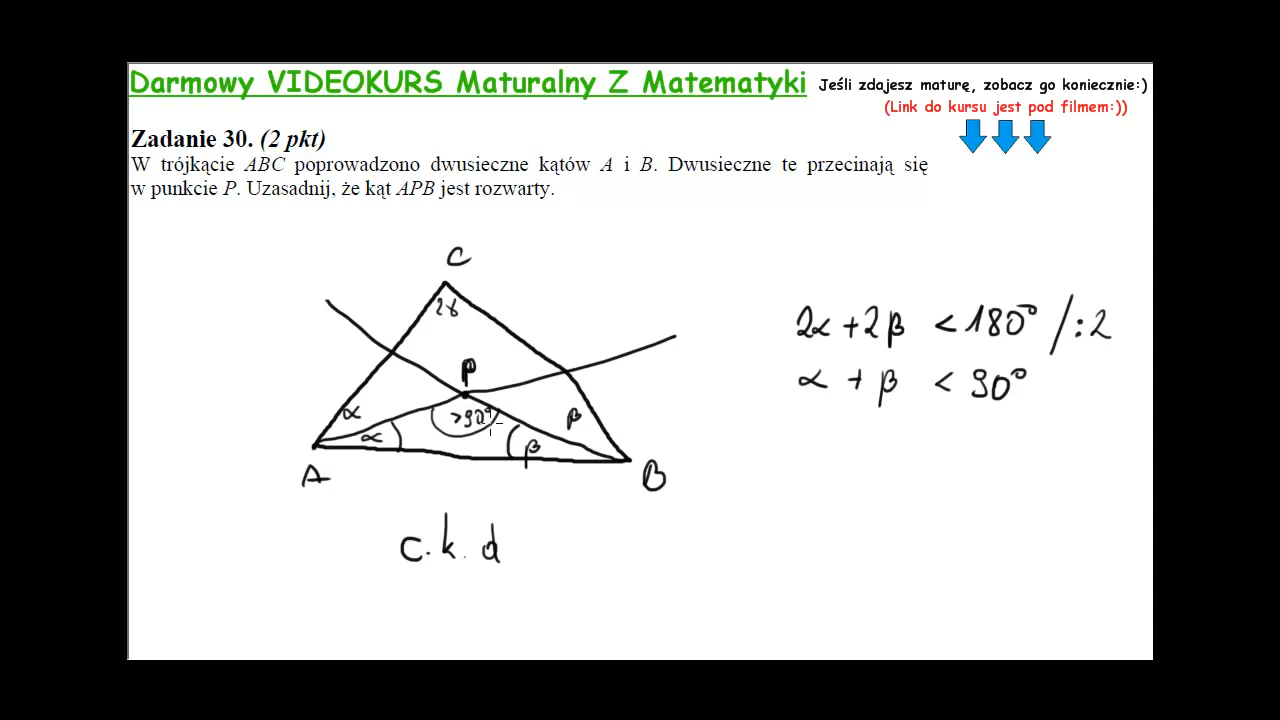 Darmowy VIDEOKURS Maturalny Z Matematyki Jeśli zdajesz maturę, zobacz go koniecznie:)
(Link do kursu jest pod filmem:))
Zadanie 30. (2 pkt)
W trójkącie ABC poprowadzono dwusieczne kątów A i B. Dwusieczne te przecinają się
w punkcie P. Uzasadnij, że kąt APB jest rozwarty.
C
2γ
2α + 2β < 180° /:2
P
α + β < 90°
α
>90°
β
α
β
A
B
c.k.d